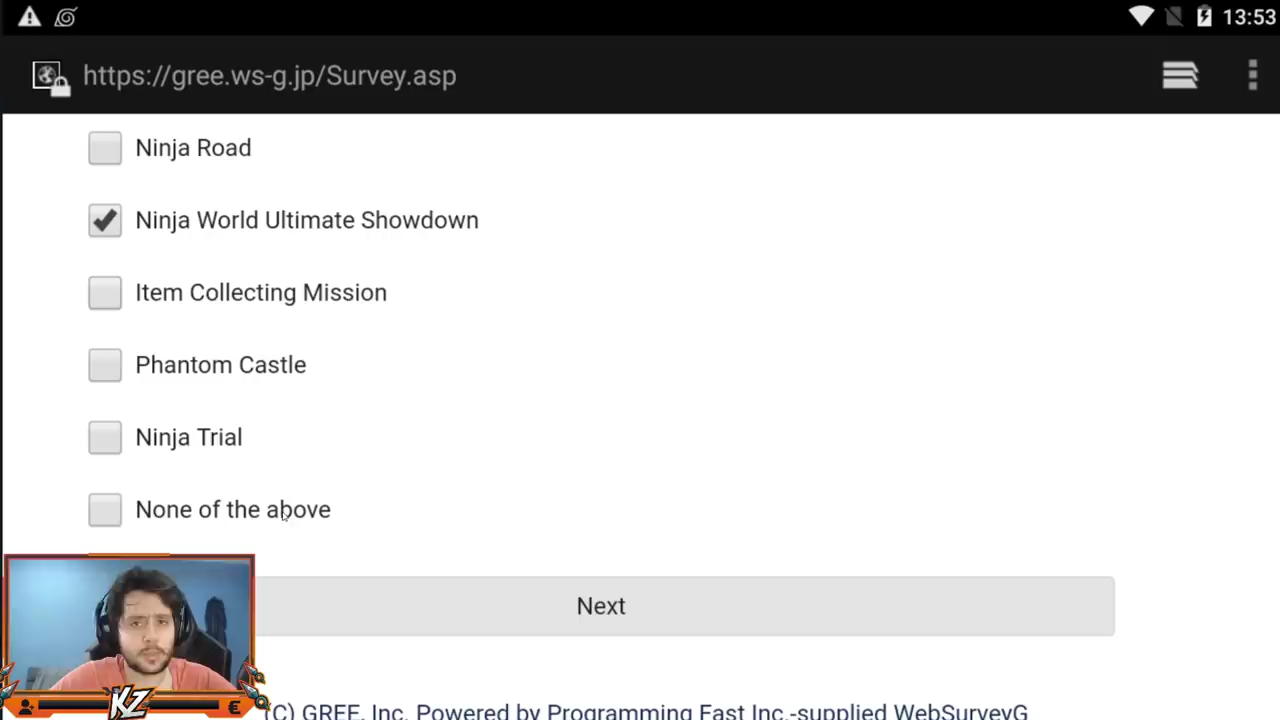 13:53
https://gree.ws-g.jp/Survey.asp
Ninja Road
Ninja World Ultimate Showdown
Item Collecting Mission
Phantom Castle
Ninja Trial
None of the above
Next
KZ
(C) GREE, Inc. Powered by Programming Fast Inc.-supplied WebSurveyG